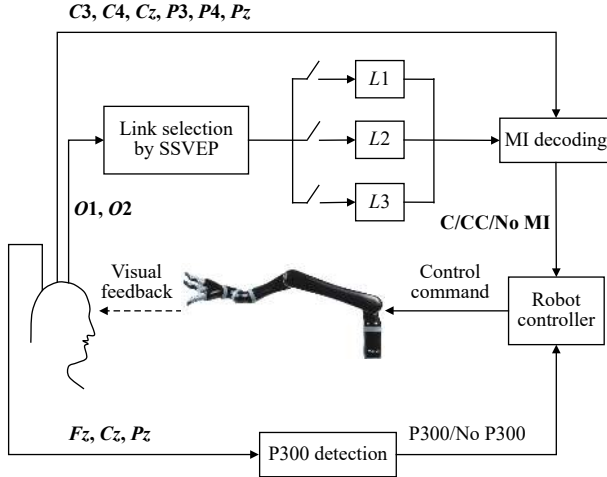 C3, C4, Cz, P3, P4, Pz
Link selection
by SSVEP
L1
L2
L3
MI decoding
O1, O2
C/CC/No MI
Visual
feedback
Control
command
Robot
controller
Fz, Cz, Pz
P300 detection
P300/No P300